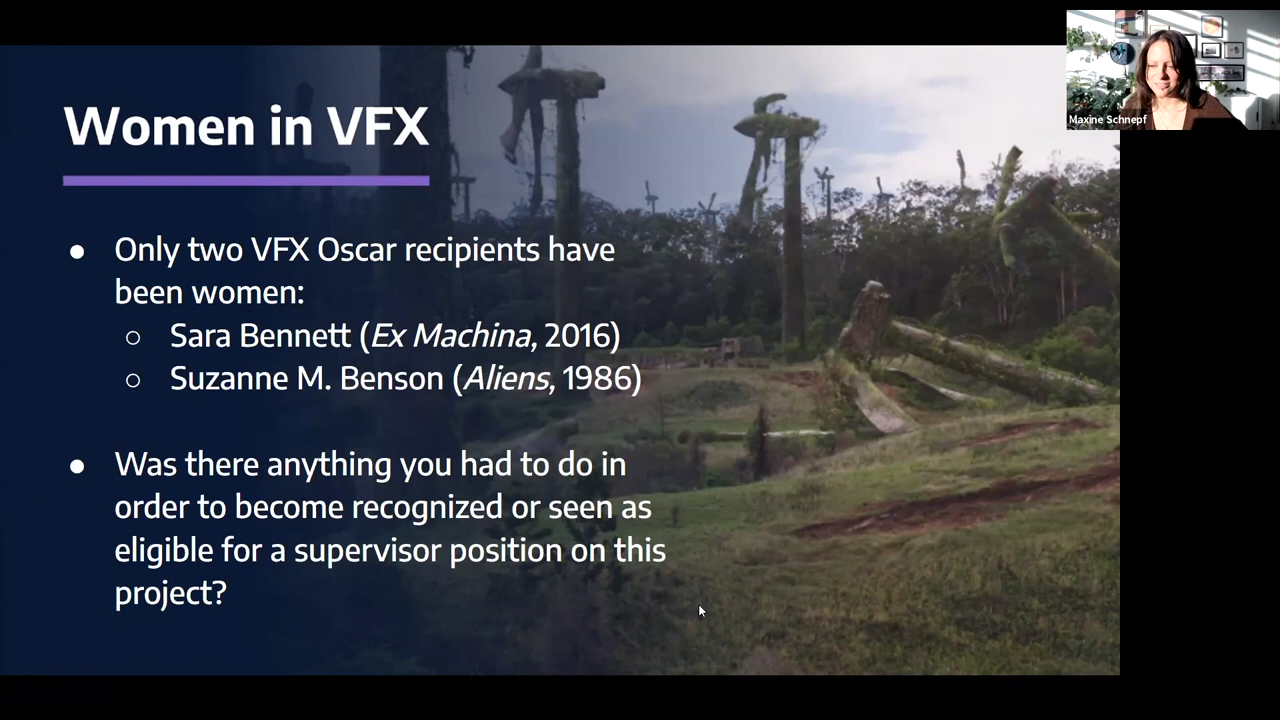 Women in VFX
● Only two VFX Oscar recipients have
been women:
○ Sara Bennett (Ex Machina, 2016)
○ Suzanne M. Benson (Aliens, 1986)
● Was there anything you had to do in
order to become recognized or seen as
eligible for a supervisor position on this
project?
Maxine Schnepf